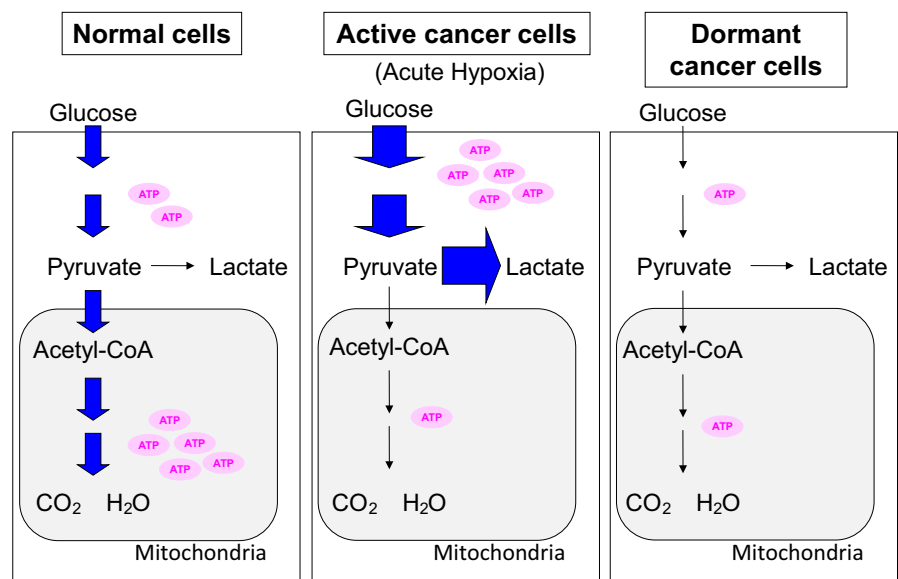 Normal cells
Glucose
ATP
ATP
Pyruvate
Lactate
Acetyl-CoA
ATP
ATP
ATP
ATP
ATP
CO₂ H₂O
Mitochondria
Active cancer cells
(Acute Hypoxia)
Glucose
ATP
ATP
ATP
ATP
ATP
Pyruvate
Lactate
Acetyl-CoA
ATP
CO₂ H₂O
Mitochondria
Dormant
cancer cells
Glucose
ATP
Pyruvate
Lactate
Acetyl-CoA
ATP
CO₂ H₂O
Mitochondria